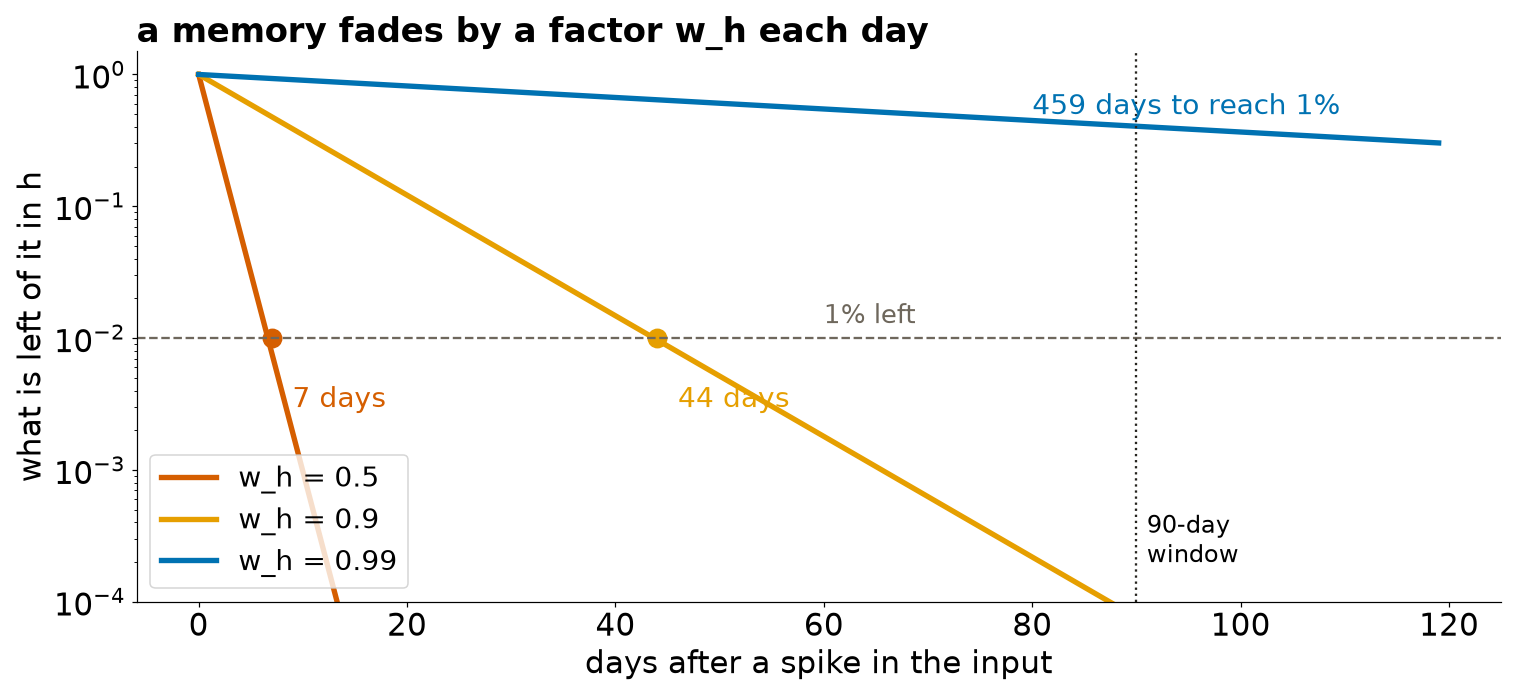 a memory fades by a factor w_h each day
what is left of it in h
10⁰
10⁻¹
10⁻²
10⁻³
10⁻⁴
459 days to reach 1%
1% left
7 days
44 days
w_h = 0.5
w_h = 0.9
w_h = 0.99
90-day
window
0 20 40 60 80 100 120
days after a spike in the input